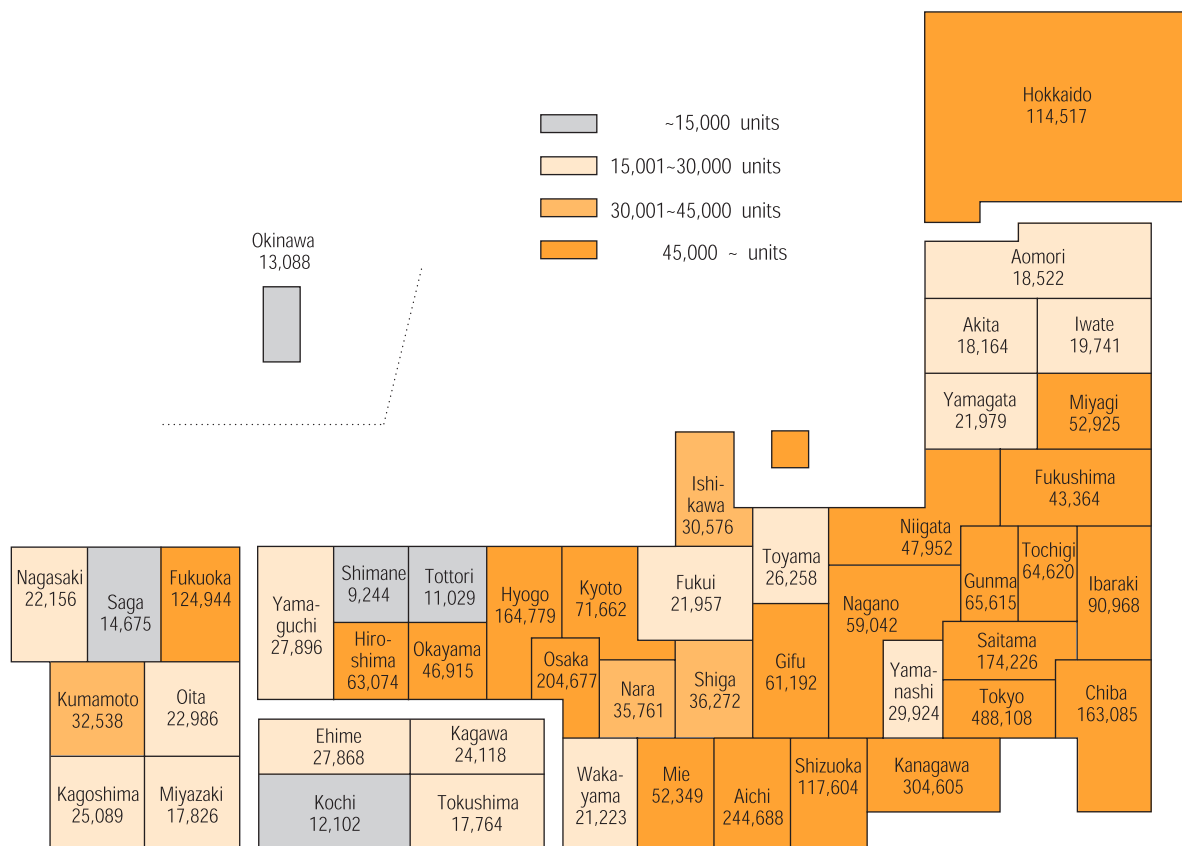 Hokkaido
114,517
~15,000 units
15,001~30,000 units
30,001~45,000 units
45,000 ~ units
Okinawa
13,088
Aomori
18,522
Akita
18,164
Iwate
19,741
Yamagata
21,979
Miyagi
52,925
Ishi-
kawa
30,576
Fukushima
43,364
Niigata
47,952
Toyama
26,258
Tochigi
64,620
Gunma
65,615
Ibaraki
90,968
Nagasaki
22,156
Saga
14,675
Fukuoka
124,944
Yama-
guchi
27,896
Shimane
9,244
Tottori
11,029
Hyogo
164,779
Kyoto
71,662
Fukui
21,957
Nagano
59,042
Hiro-
shima
63,074
Okayama
46,915
Osaka
204,677
Nara
35,761
Shiga
36,272
Gifu
61,192
Yama-
nashi
29,924
Saitama
174,226
Tokyo
488,108
Chiba
163,085
Kumamoto
32,538
Oita
22,986
Ehime
27,868
Kagawa
24,118
Kagoshima
25,089
Miyazaki
17,826
Kochi
12,102
Tokushima
17,764
Waka-
yama
21,223
Mie
52,349
Aichi
244,688
Shizuoka
117,604
Kanagawa
304,605